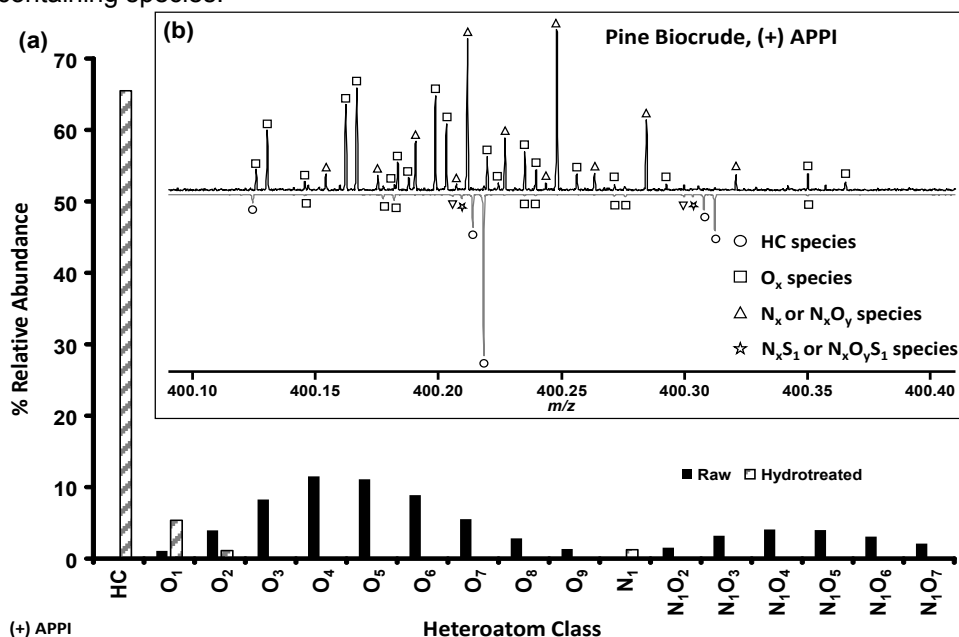 containing species.
(a)
(b)
Pine Biocrude, (+) APPI
70
60
50
40
30
20
10
0
% Relative Abundance
HC species
Oₓ species
Nₓ or NₓOᵧ species
NₓS₁ or NₓOᵧS₁ species
400.10 400.15 400.20 400.25 400.30 400.35 400.40
m/z
Raw Hydrotreated
HC O₁ O₂ O₃ O₄ O₅ O₆ O₇ O₈ O₉ N₁ N₁O₂ N₁O₃ N₁O₄ N₁O₅ N₁O₆ N₁O₇
(+) APPI
Heteroatom Class